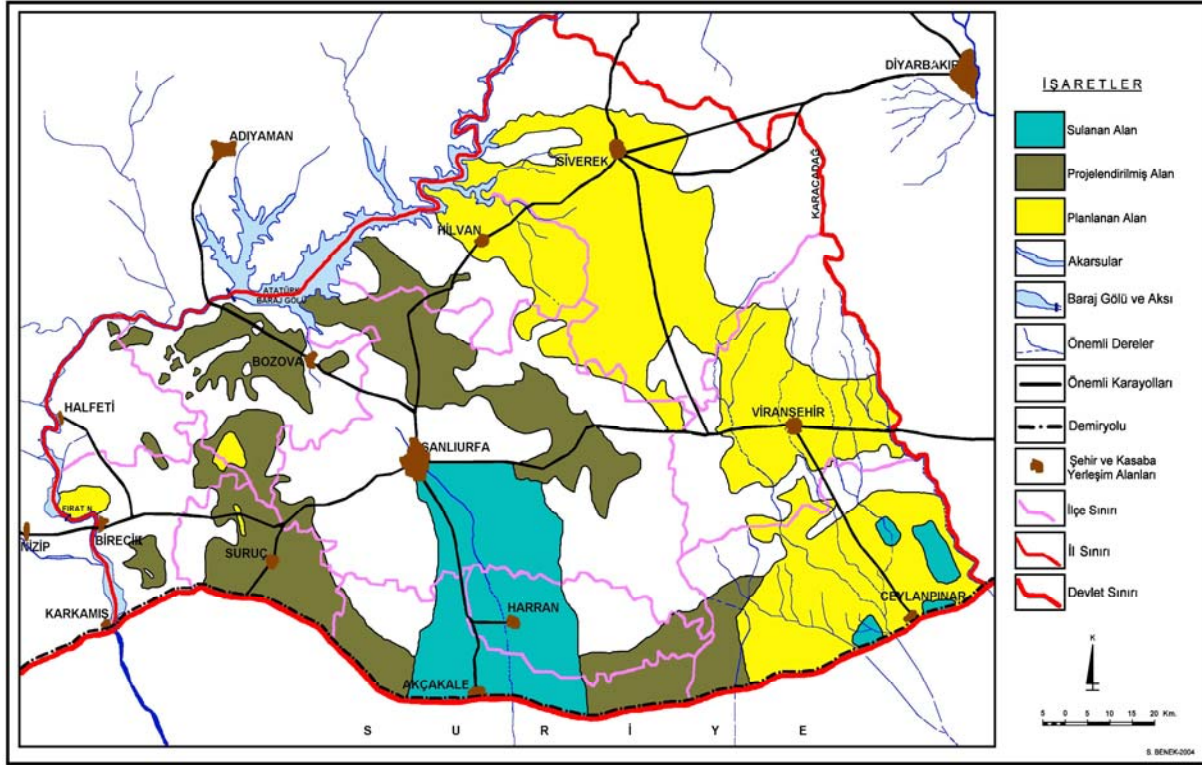 DİYARBAKIR
ADIYAMAN
SİVEREK
KARACADAĞ
HİLVAN
ATATÜRK
BARAJ GÖLÜ
BOZOVA
HALFETİ
VİRANŞEHİR
ŞANLIURFA
FIRAT N.
NİZİP
BİRECİK
SURUÇ
CEYLANPINAR
HARRAN
KARKAMIŞ
AKÇAKALE
S U R İ Y E
İŞARETLER
Sulanan Alan
Projelendirilmiş Alan
Planlanan Alan
Akarsular
Baraj Gölü ve Aksı
Önemli Dereler
Önemli Karayolları
Demiryolu
Şehir ve Kasaba
Yerleşim Alanları
İlçe Sınırı
İl Sınırı
Devlet Sınırı
K
5 0 5 10 15 20 Km.
S. BENEK-2004